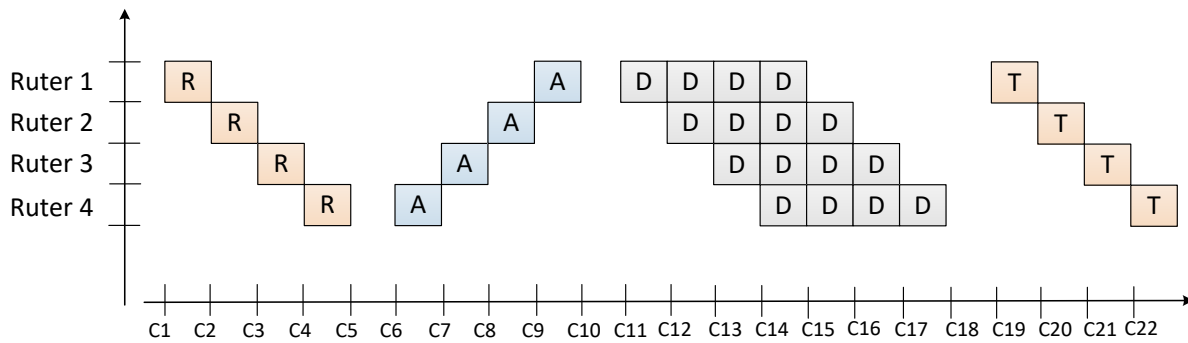 Ruter 1 R A D D D D T
Ruter 2 R A D D D D T
Ruter 3 R A D D D D T
Ruter 4 R A D D D D T
C1 C2 C3 C4 C5 C6 C7 C8 C9 C10 C11 C12 C13 C14 C15 C16 C17 C18 C19 C20 C21 C22